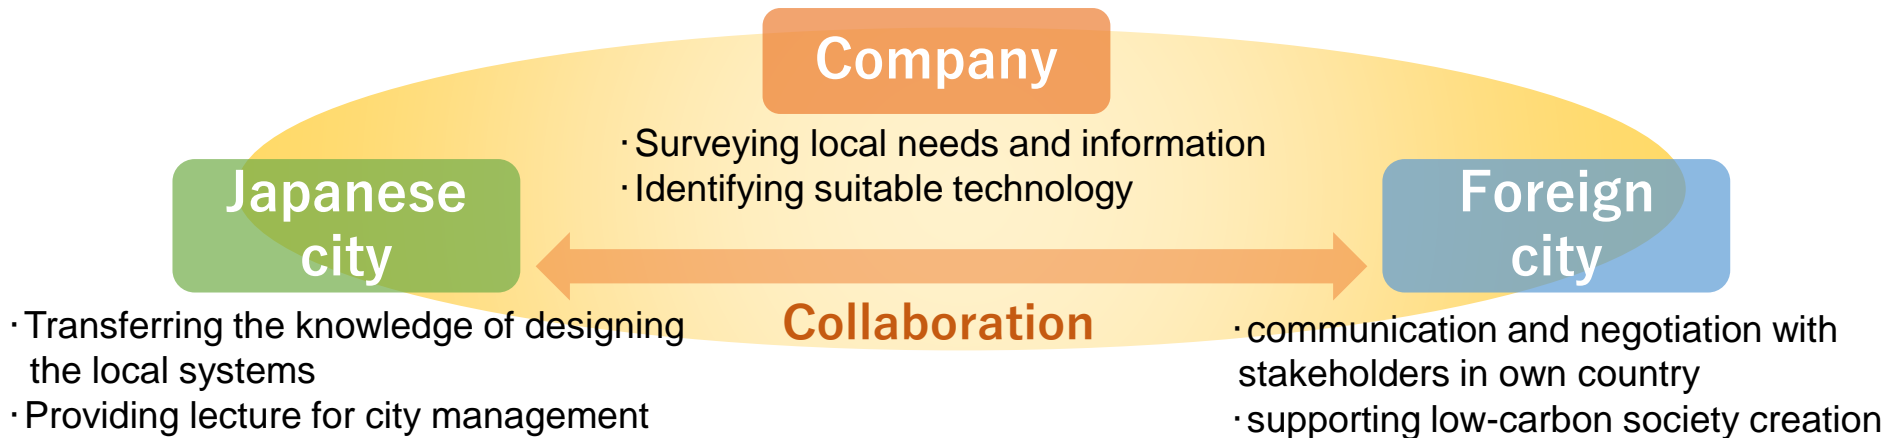 Company
·Surveying local needs and information
·Identifying suitable technology
Japanese
city
Foreign
city
Collaboration
·Transferring the knowledge of designing
the local systems
·Providing lecture for city management
·communication and negotiation with
stakeholders in own country
·supporting low-carbon society creation